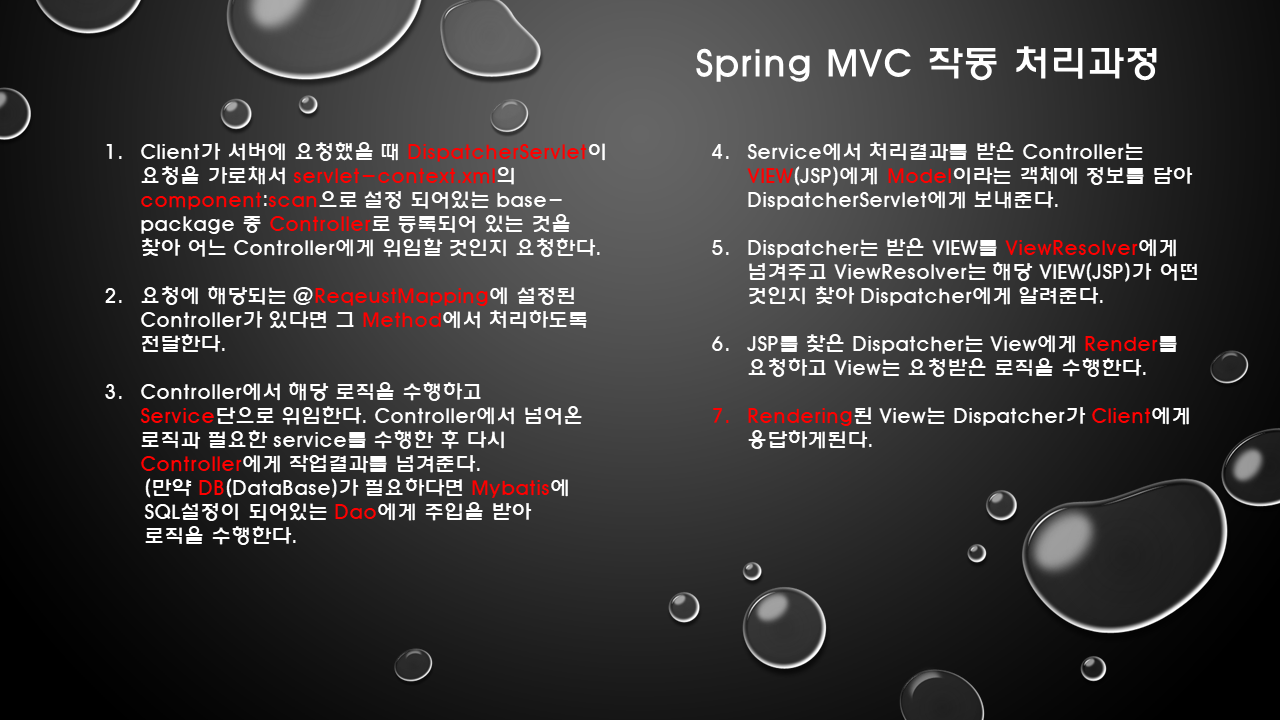 Spring MVC 작동 처리과정
1. Client가 서버에 요청했을 때 DispatcherServlet이
요청을 가로채서 servlet-context.xml의
component:scan으로 설정 되어있는 base-
package 중 Controller로 등록되어 있는 것을
찾아 어느 Controller에게 위임할 것인지 요청한다.
2. 요청에 해당되는 @ReqeustMapping에 설정된
Controller가 있다면 그 Method에서 처리하도록
전달한다.
3. Controller에서 해당 로직을 수행하고
Service단으로 위임한다. Controller에서 넘어온
로직과 필요한 service를 수행한 후 다시
Controller에게 작업결과를 넘겨준다.
(만약 DB(DataBase)가 필요하다면 Mybatis에
SQL설정이 되어있는 Dao에게 주입을 받아
로직을 수행한다.
4. Service에서 처리결과를 받은 Controller는
VIEW(JSP)에게 Model이라는 객체에 정보를 담아
DispatcherServlet에게 보내준다.
5. Dispatcher는 받은 VIEW를 ViewResolver에게
넘겨주고 ViewResolver는 해당 VIEW(JSP)가 어떤
것인지 찾아 Dispatcher에게 알려준다.
6. JSP를 찾은 Dispatcher는 View에게 Render를
요청하고 View는 요청받은 로직을 수행한다.
7. Rendering된 View는 Dispatcher가 Client에게
응답하게된다.